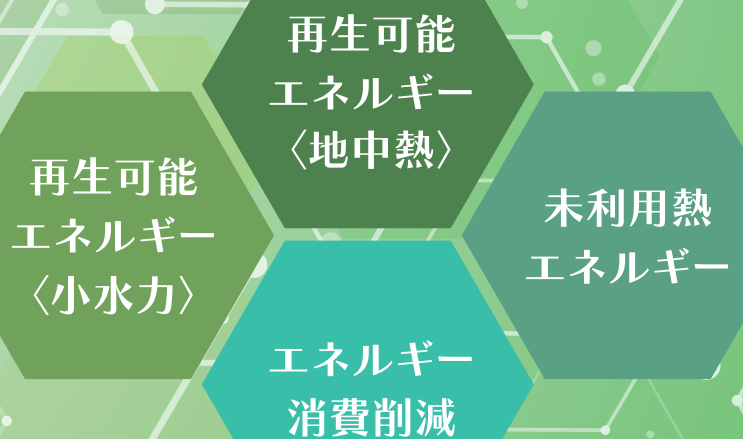 再生可能
エネルギー
〈地中熱〉
再生可能
エネルギー
〈小水力〉
未利用熱
エネルギー
エネルギー
消費削減